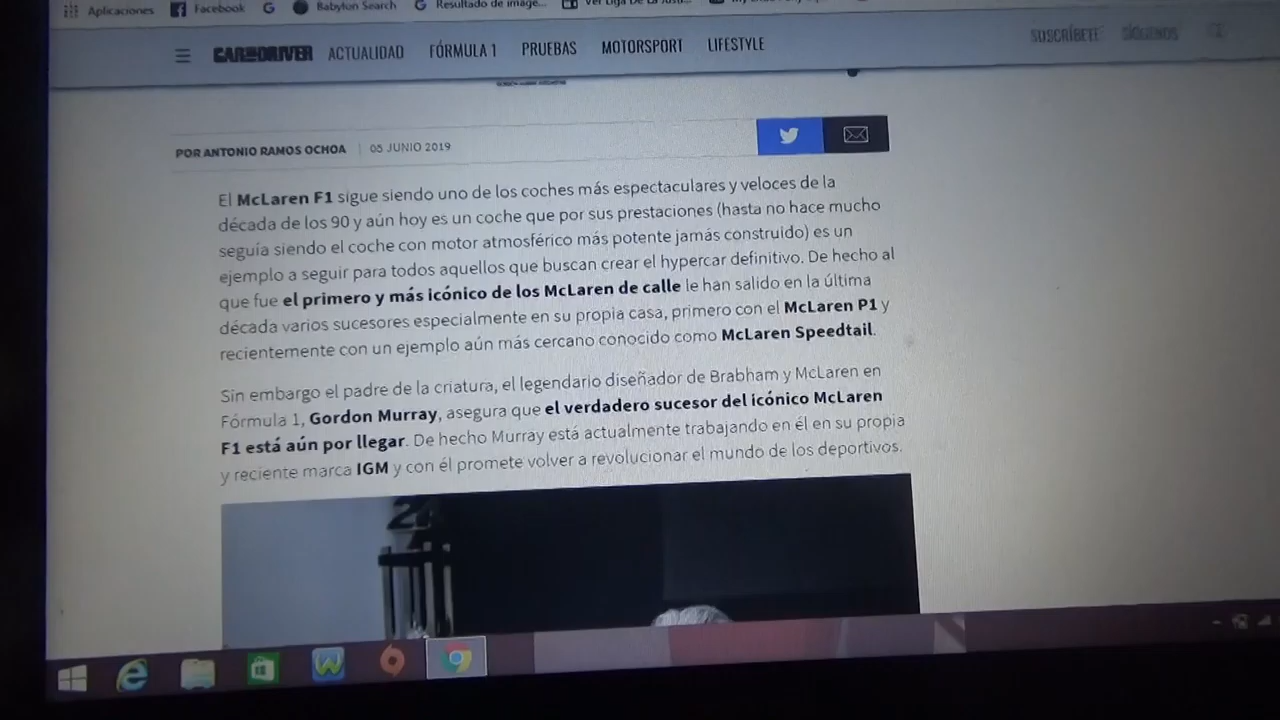 Aplicaciones Facebook Babylon Search Resultado de image... Ver Liga De La Justi...
CAR AND DRIVER ACTUALIDAD FÓRMULA 1 PRUEBAS MOTORSPORT LIFESTYLE SUSCRÍBETE SÍGUENOS
POR ANTONIO RAMOS OCHOA 05 JUNIO 2019
El McLaren F1 sigue siendo uno de los coches más espectaculares y veloces de la
década de los 90 y aún hoy es un coche que por sus prestaciones (hasta no hace mucho
seguía siendo el coche con motor atmosférico más potente jamás construido) es un
ejemplo a seguir para todos aquellos que buscan crear el hypercar definitivo. De hecho al
que fue el primero y más icónico de los McLaren de calle le han salido en la última
década varios sucesores especialmente en su propia casa, primero con el McLaren P1 y
recientemente con un ejemplo aún más cercano conocido como McLaren Speedtail.
Sin embargo el padre de la criatura, el legendario diseñador de Brabham y McLaren en
Fórmula 1, Gordon Murray, asegura que el verdadero sucesor del icónico McLaren
F1 está aún por llegar. De hecho Murray está actualmente trabajando en él en su propia
y reciente marca IGM y con él promete volver a revolucionar el mundo de los deportivos.